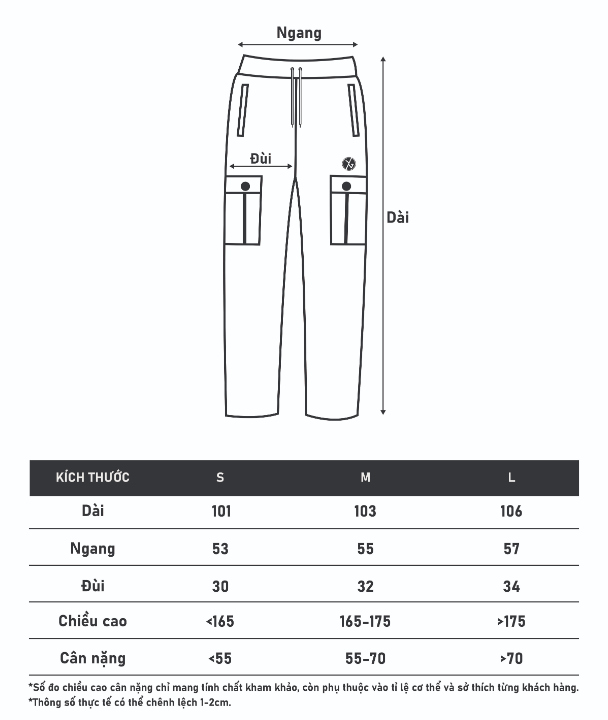 Ngang
Đùi
Dài
KÍCH THƯỚC S M L
Dài 101 103 106
Ngang 53 55 57
Đùi 30 32 34
Chiều cao <165 165-175 >175
Cân nặng <55 55-70 >70
*Số đo chiều cao cân nặng chỉ mang tính chất kham khảo, còn phụ thuộc vào tỉ lệ cơ thể và sở thích từng khách hàng.
*Thông số thực tế có thể chênh lệch 1-2cm.